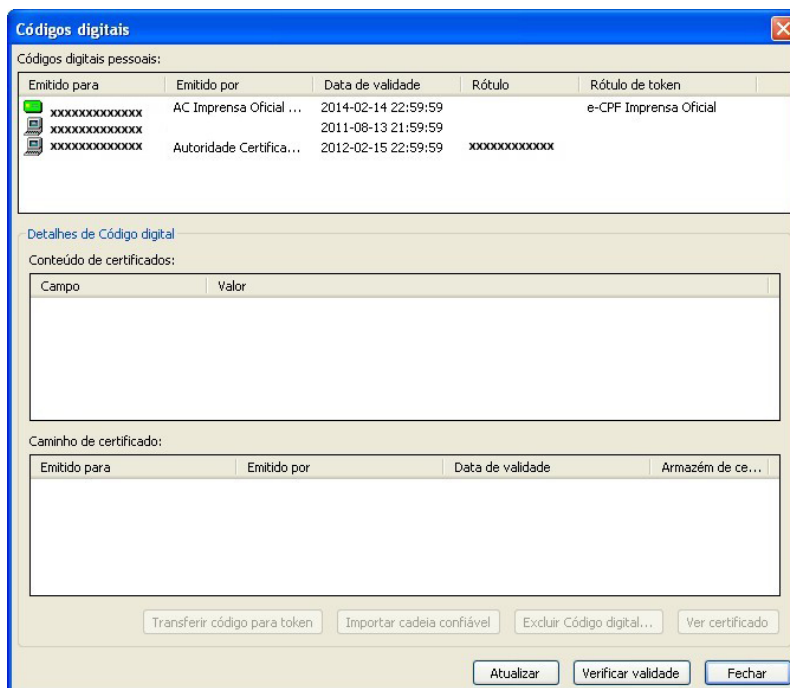 Códigos digitais
Códigos digitais pessoais:
Emitido para Emitido por Data de validade Rótulo Rótulo de token
xxxxxxxxxxxxx AC Imprensa Oficial ... 2014-02-14 22:59:59 e-CPF Imprensa Oficial
xxxxxxxxxxxxx 2011-08-13 21:59:59
xxxxxxxxxxxxx Autoridade Certifica... 2012-02-15 22:59:59 xxxxxxxxxxxx
Detalhes de Código digital
Conteúdo de certificados:
Campo Valor
Caminho de certificado:
Emitido para Emitido por Data de validade Armazém de ce...
Transferir código para token Importar cadeia confiável Excluir Código digital... Ver certificado
Atualizar Verificar validade Fechar